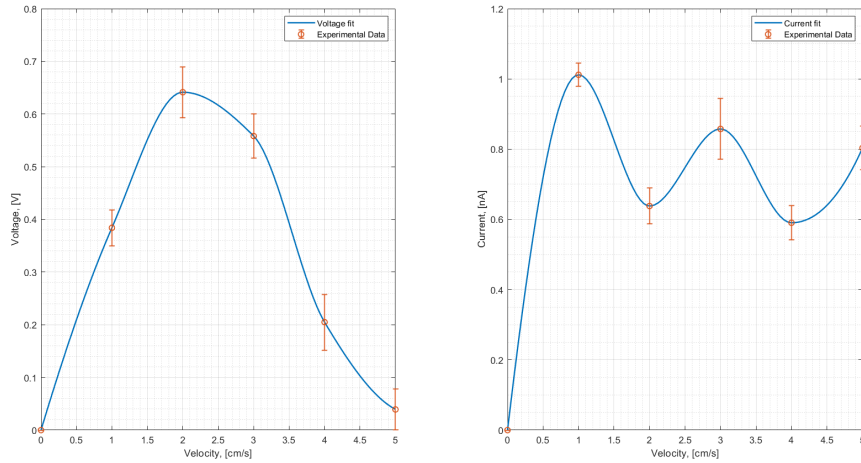 Voltage fit
Experimental Data
0.8
0.7
0.6
0.5
0.4
0.3
0.2
0.1
0
Voltage, [V]
0 0.5 1 1.5 2 2.5 3 3.5 4 4.5 5
Velocity, [cm/s]
Current fit
Experimental Data
1.2
1
0.8
0.6
0.4
0.2
0
Current, [nA]
0 0.5 1 1.5 2 2.5 3 3.5 4 4.5 5
Velocity, [cm/s]